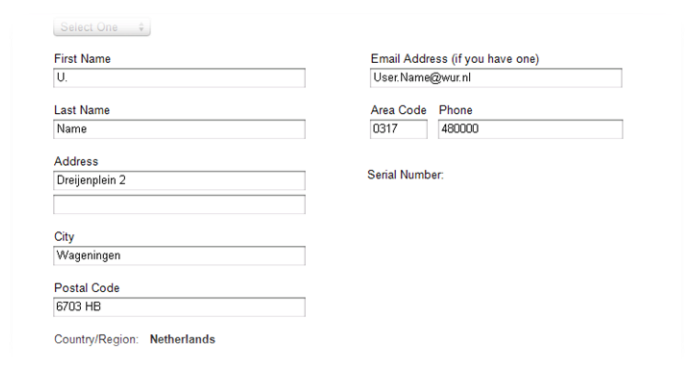 Select One
First Name
U.
Last Name
Name
Address
Dreijenplein 2
City
Wageningen
Postal Code
6703 HB
Country/Region: Netherlands
Email Address (if you have one)
User.Name@wur.nl
Area Code Phone
0317 480000
Serial Number: